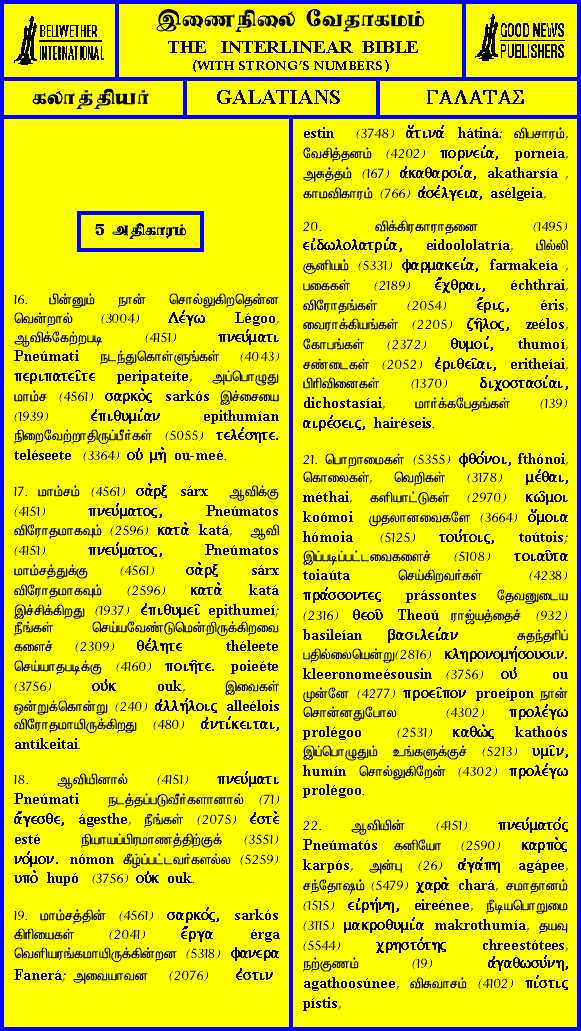 BELLWETHER
INTERNATIONAL
இணைநிலை வேதாகமம்
THE INTERLINEAR BIBLE
(WITH STRONG'S NUMBERS)
GOOD NEWS
PUBLISHERS
கலாத்தியர்
GALATIANS
ΓΑΛΑΤΑΣ
5 அதிகாரம்
16. பின்னும் நான் சொல்லுகிறதென்ன
வென்றால் (3004) Λέγω Légoo,
ஆவிக்கேற்றபடி (4151) πνεύματι
Pneúmati நடந்துகொள்ளுங்கள் (4043)
περιπατεῖτε peripateíte, அப்பொழுது
மாம்ச (4561) σαρκὸς sarkós இச்சையை
(1939) ἐπιθυμίαν epithumían
நிறைவேற்றாதிருப்பீர்கள் (5055) τελέσητε.
teléseete (3364) οὐ μὴ ou-meé.
17. மாம்சம் (4561) σὰρξ sárx ஆவிக்கு
(4151) πνεύματος, Pneúmatos
விரோதமாகவும் (2596) κατὰ katá, ஆவி
(4151) πνεύματος, Pneúmatos
மாம்சத்துக்கு (4561) σὰρξ sárx
விரோதமாகவும் (2596) κατὰ katá
இச்சிக்கிறது (1937) ἐπιθυμεῖ epithumeí;
நீங்கள் செய்யவேண்டுமென்றிருக்கிறவை
களைச் (2309) θέλητε théleete
செய்யாதபடிக்கு (4160) ποιῆτε. poieéte
(3756) οὐκ ouk, இவைகள்
ஒன்றுக்கொன்று (240) ἀλλήλοις alleélois
விரோதமாயிருக்கிறது (480) ἀντίκειται,
antíkeitai.
18. ஆவியினால் (4151) πνεύματι
Pneúmati நடத்தப்படுவீர்களானால் (71)
ἄγεσθε, ágesthe, நீங்கள் (2075) ἐστὲ
esté நியாயப்பிரமாணத்திற்குக் (3551)
νόμον. nómon கீழ்ப்பட்டவர்களல்ல (5259)
υπὸ hupó (3756) οὐκ ouk.
19. மாம்சத்தின் (4561) σαρκός, sarkós
கிரியைகள் (2041) ἔργα érga
வெளியரங்கமாயிருக்கின்றன (5318) φανερα
Fanerá; அவையாவன (2076) ἐστιν
estin (3748) ἅτινά hátiná; விபசாரம்,
வேசித்தனம் (4202) πορνεία, porneía,
அசுத்தம் (167) ἀκαθαρσία, akatharsía ,
காமவிகாரம் (766) ἀσέλγεια, asélgeia,
20. விக்கிரகாராதனை (1495)
εἰδωλολατρία, eidoololatría, பில்லி
சூனியம் (5331) φαρμακεία, farmakeía ,
பகைகள் (2189) ἔχθραι, échthrai,
விரோதங்கள் (2054) ἔρις, éris,
வைராக்கியங்கள் (2205) ζῆλος, zeélos,
கோபங்கள் (2372) θυμοί, thumoí,
சண்டைகள் (2052) ἐριθεῖαι, eritheíai,
பிரிவினைகள் (1370) διχοστασίαι,
dichostasíai, மார்க்கபேதங்கள் (139)
αιρέσεις, hairéseis.
21. பொறாமைகள் (5355) φθόνοι, fthónoi,
கொலைகள், வெறிகள் (3178) μέθαι,
méthai, களியாட்டுகள் (2970) κῶμοι
koómoi முதலானவைகளே (3664) ὅμοια
hómoia (5125) τούτοις, toútois;
இப்படிப்பட்டவைகளைச் (5108) τοιαῦτα
toiaúta செய்கிறவர்கள் (4238)
πράσσοντες prássontes தேவனுடைய
(2316) θεοῦ Theoú ராஜ்யத்தைச் (932)
basileían βασιλείαν சுதந்தரிப்
பதில்லையென்று(2816) κληρονομήσουσιν.
kleeronomeésousin (3756) οὐ ou
முன்னே (4277) προεῖπον proeípon நான்
சொன்னதுபோல (4302) προλέγω
prolégoo (2531) καθὼς kathoós
இப்பொழுதும் உங்களுக்குச் (5213) υμῖν,
humín சொல்லுகிறேன் (4302) προλέγω
prolégoo.
22. ஆவியின் (4151) πνεύματός
Pneúmatós கனியோ (2590) καρπὸς
karpós, அன்பு (26) ἀγάπη agápee,
சந்தோஷம் (5479) χαρὰ chará, சமாதானம்
(1515) εἰρήνη, eireénee, நீடியபொறுமை
(3115) μακροθυμία makrothumía, தயவு
(5544) χρηστότης chreestótees,
நற்குணம் (19) ἀγαθωσύνη,
agathoosúnee, விசுவாசம் (4102) πίστις
pístis,